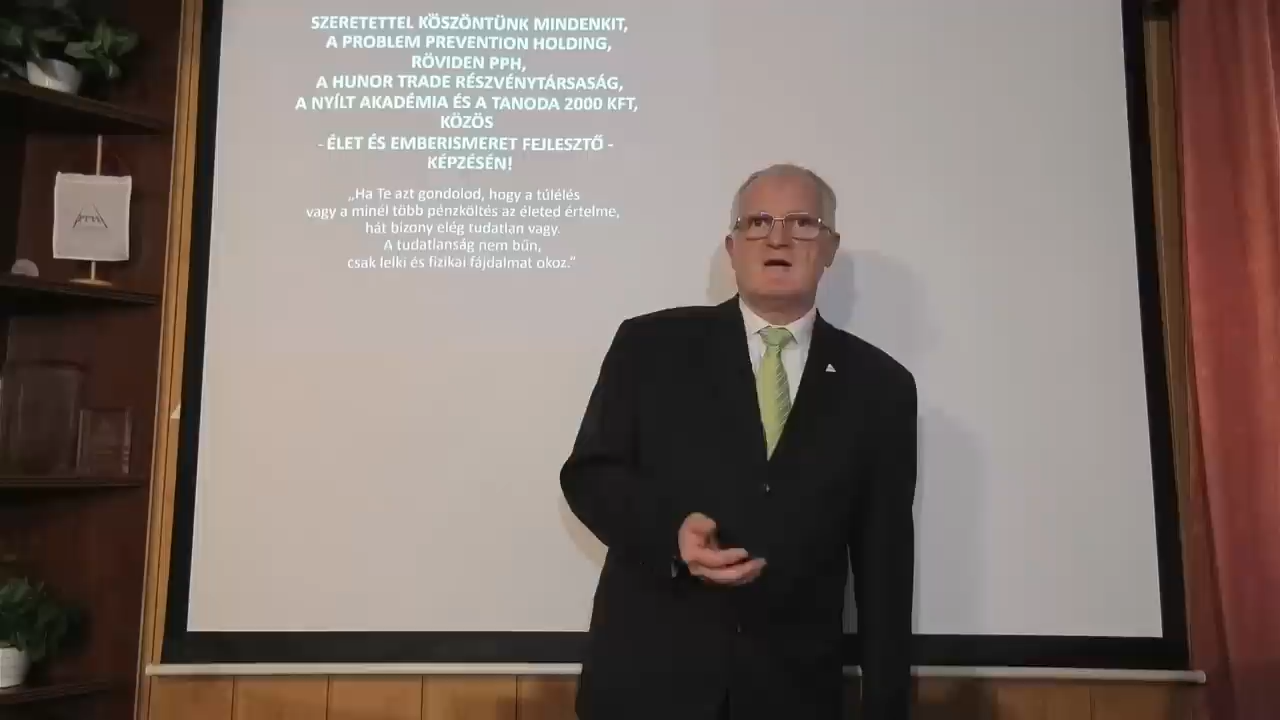 SZERETETTEL KÖSZÖNTÜNK MINDENKIT,
A PROBLEM PREVENTION HOLDING,
RÖVIDEN PPH,
A HUNOR TRADE RÉSZVÉNYTÁRSASÁG,
A NYÍLT AKADÉMIA ÉS A TANODA 2000 KFT,
KÖZÖS
- ÉLET ÉS EMBERISMERET FEJLESZTŐ -
KÉPZÉSÉN!
„Ha Te azt gondolod, hogy a túlélés
vagy a minél több pénzköltés az életed értelme,
hát bizony elég tudatlan vagy.
A tudatlanság nem bűn,
csak lelki és fizikai fájdalmat okoz.”